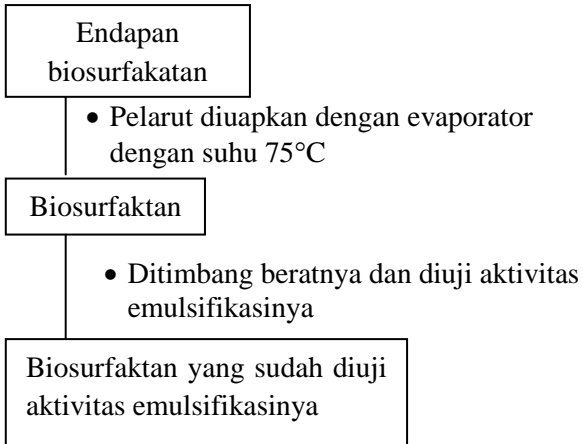 Endapan
biosurfakatan
• Pelarut diuapkan dengan evaporator
dengan suhu 75°C
Biosurfaktan
• Ditimbang beratnya dan diuji aktivitas
emulsifikasinya
Biosurfaktan yang sudah diuji
aktivitas emulsifikasinya